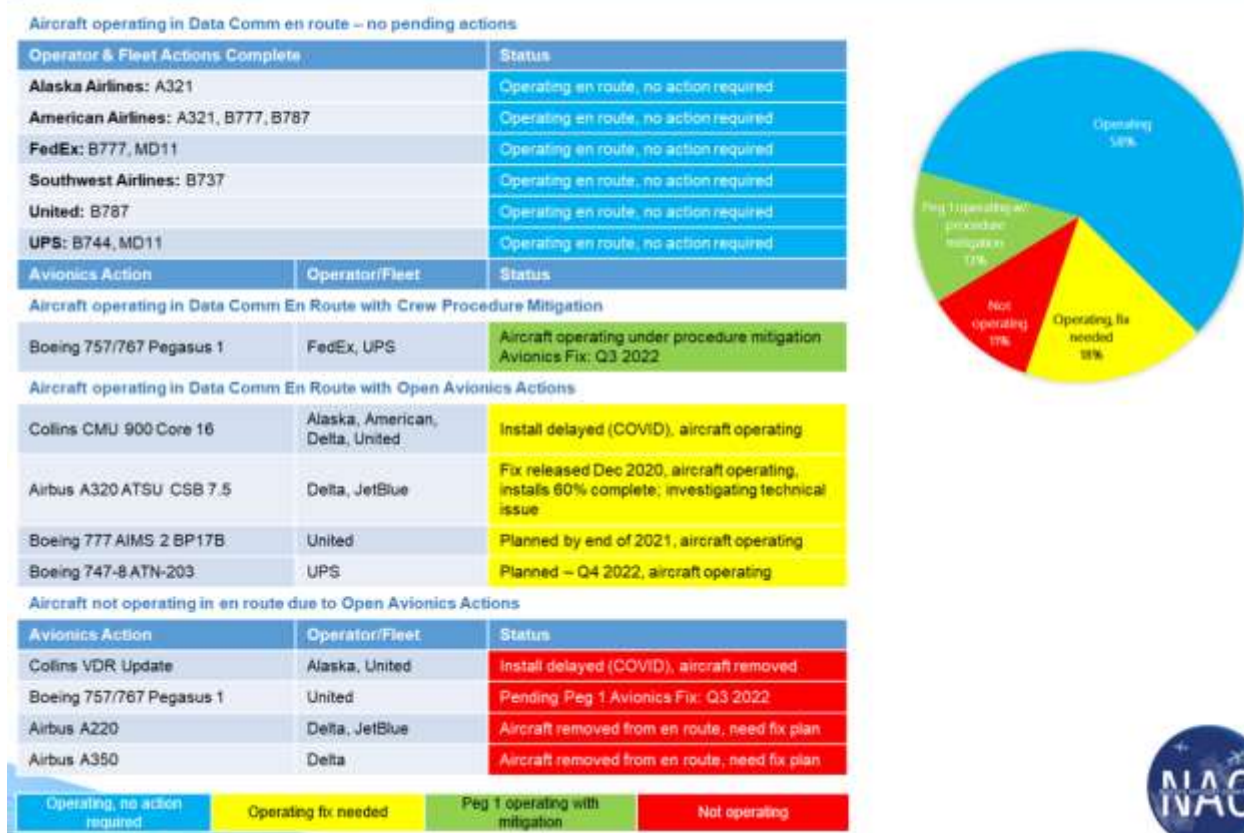 Aircraft operating in Data Comm en route – no pending actions
Operator & Fleet Actions Complete Status
Alaska Airlines: A321 Operating en route, no action required
American Airlines: A321, B777, B787 Operating en route, no action required
FedEx: B777, MD11 Operating en route, no action required
Southwest Airlines: B737 Operating en route, no action required
United: B787 Operating en route, no action required
UPS: B744, MD11 Operating en route, no action required
Avionics Action Operator/Fleet Status
Aircraft operating in Data Comm En Route with Crew Procedure Mitigation
Boeing 757/767 Pegasus 1 FedEx, UPS Aircraft operating under procedure mitigation
Avionics Fix: Q3 2022
Aircraft operating in Data Comm En Route with Open Avionics Actions
Collins CMU 900 Core 16 Alaska, American,
Delta, United Install delayed (COVID), aircraft operating
Airbus A320 ATSU CSB 7.5 Delta, JetBlue Fix released Dec 2020, aircraft operating,
installs 60% complete; investigating technical
issue
Boeing 777 AIMS 2 BP17B United Planned by end of 2021, aircraft operating
Boeing 747-8 ATN-203 UPS Planned – Q4 2022, aircraft operating
Aircraft not operating in en route due to Open Avionics Actions
Avionics Action Operator/Fleet Status
Collins VDR Update Alaska, United Install delayed (COVID), aircraft removed
Boeing 757/767 Pegasus 1 United Pending Peg 1 Avionics Fix: Q3 2022
Airbus A220 Delta, JetBlue Aircraft removed from en route, need fix plan
Airbus A350 Delta Aircraft removed from en route, need fix plan
Operating, no action
required
Operating fix needed
Peg 1 operating with
mitigation
Not operating
Operating
58%
Peg 1 operating w/
procedure
mitigation
13%
Not
operating
11%
Operating, fix
needed
18%
NAC